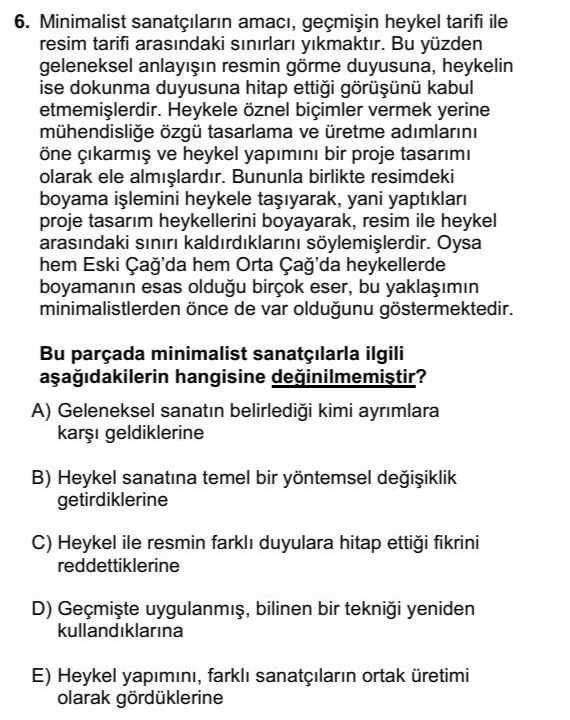 6. Minimalist sanatçıların amacı, geçmişin heykel tarifi ile
resim tarifi arasındaki sınırları yıkmaktır. Bu yüzden
geleneksel anlayışın resmin görme duyusuna, heykelin
ise dokunma duyusuna hitap ettiği görüşünü kabul
etmemişlerdir. Heykele öznel biçimler vermek yerine
mühendisliğe özgü tasarlama ve üretme adımlarını
öne çıkarmış ve heykel yapımını bir proje tasarımı
olarak ele almışlardır. Bununla birlikte resimdeki
boyama işlemini heykele taşıyarak, yani yaptıkları
proje tasarım heykellerini boyayarak, resim ile heykel
arasındaki sınırı kaldırdıklarını söylemişlerdir. Oysa
hem Eski Çağ’da hem Orta Çağ’da heykellerde
boyamanın esas olduğu birçok eser, bu yaklaşımın
minimalistlerden önce de var olduğunu göstermektedir.
Bu parçada minimalist sanatçılarla ilgili
aşağıdakilerin hangisine değinilmemiştir?
A) Geleneksel sanatın belirlediği kimi ayrımlara
karşı geldiklerine
B) Heykel sanatına temel bir yöntemsel değişiklik
getirdiklerine
C) Heykel ile resmin farklı duyulara hitap ettiği fikrini
reddettiklerine
D) Geçmişte uygulanmış, bilinen bir tekniği yeniden
kullandıklarına
E) Heykel yapımını, farklı sanatçıların ortak üretimi
olarak gördüklerine